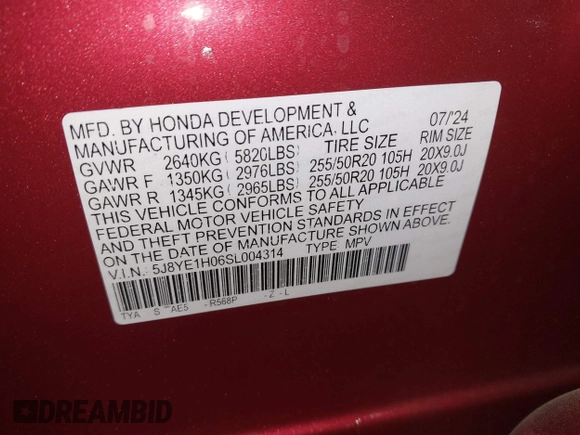 MFD. BY HONDA DEVELOPMENT & 07/'24
MANUFACTURING OF AMERICA, LLC TIRE SIZE RIM SIZE
GVWR 2640KG ( 5820LBS)
GAWR F 1350KG ( 2976LBS) 255/50R20 105H 20X9.0J
GAWR R 1345KG ( 2965LBS) 255/50R20 105H 20X9.0J
THIS VEHICLE CONFORMS TO ALL APPLICABLE
FEDERAL MOTOR VEHICLE SAFETY
AND THEFT PREVENTION STANDARDS IN EFFECT
ON THE DATE OF MANUFACTURE SHOWN ABOVE.
V.I.N.: 5J8YE1H06SL004314 TYPE: MPV
TYA S AE5 -R568P -Z -L
DREAMBID